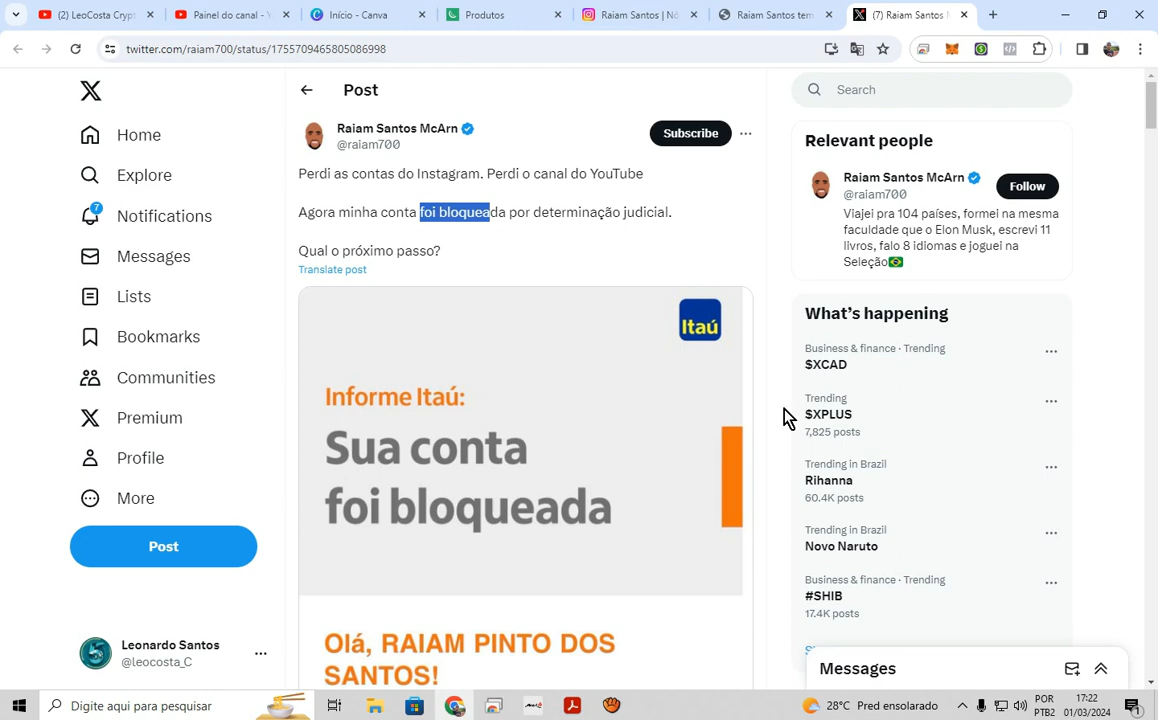 (2) LeoCosta Crypt
Painel do canal - Y
Início - Canva
Produtos
Raiam Santos | Nó
Raiam Santos tem
(7) Raiam Santos M
twitter.com/raiam700/status/1755709465805086998
X
Home
Explore
7
Notifications
Messages
Lists
Bookmarks
Communities
Premium
Profile
More
Post
Leonardo Santos
@leocosta_C
Post
Raiam Santos McArn
@raiam700
Subscribe
Perdi as contas do Instagram. Perdi o canal do YouTube
Agora minha conta foi bloqueada por determinação judicial.
Qual o próximo passo?
Translate post
Itaú
Informe Itaú:
Sua conta
foi bloqueada
Olá, RAIAM PINTO DOS
SANTOS!
Search
Relevant people
Raiam Santos McArn
@raiam700
Follow
Viajei pra 104 países, formei na mesma
faculdade que o Elon Musk, escrevi 11
livros, falo 8 idiomas e joguei na
Seleção🇧🇷
What's happening
Business & finance · Trending
$XCAD
Trending
$XPLUS
7,825 posts
Trending in Brazil
Rihanna
60.4K posts
Trending in Brazil
Novo Naruto
Business & finance · Trending
#SHIB
17.4K posts
Messages
Digite aqui para pesquisar
28°C Pred ensolarado
POR
PTB2
17:22
01/03/2024